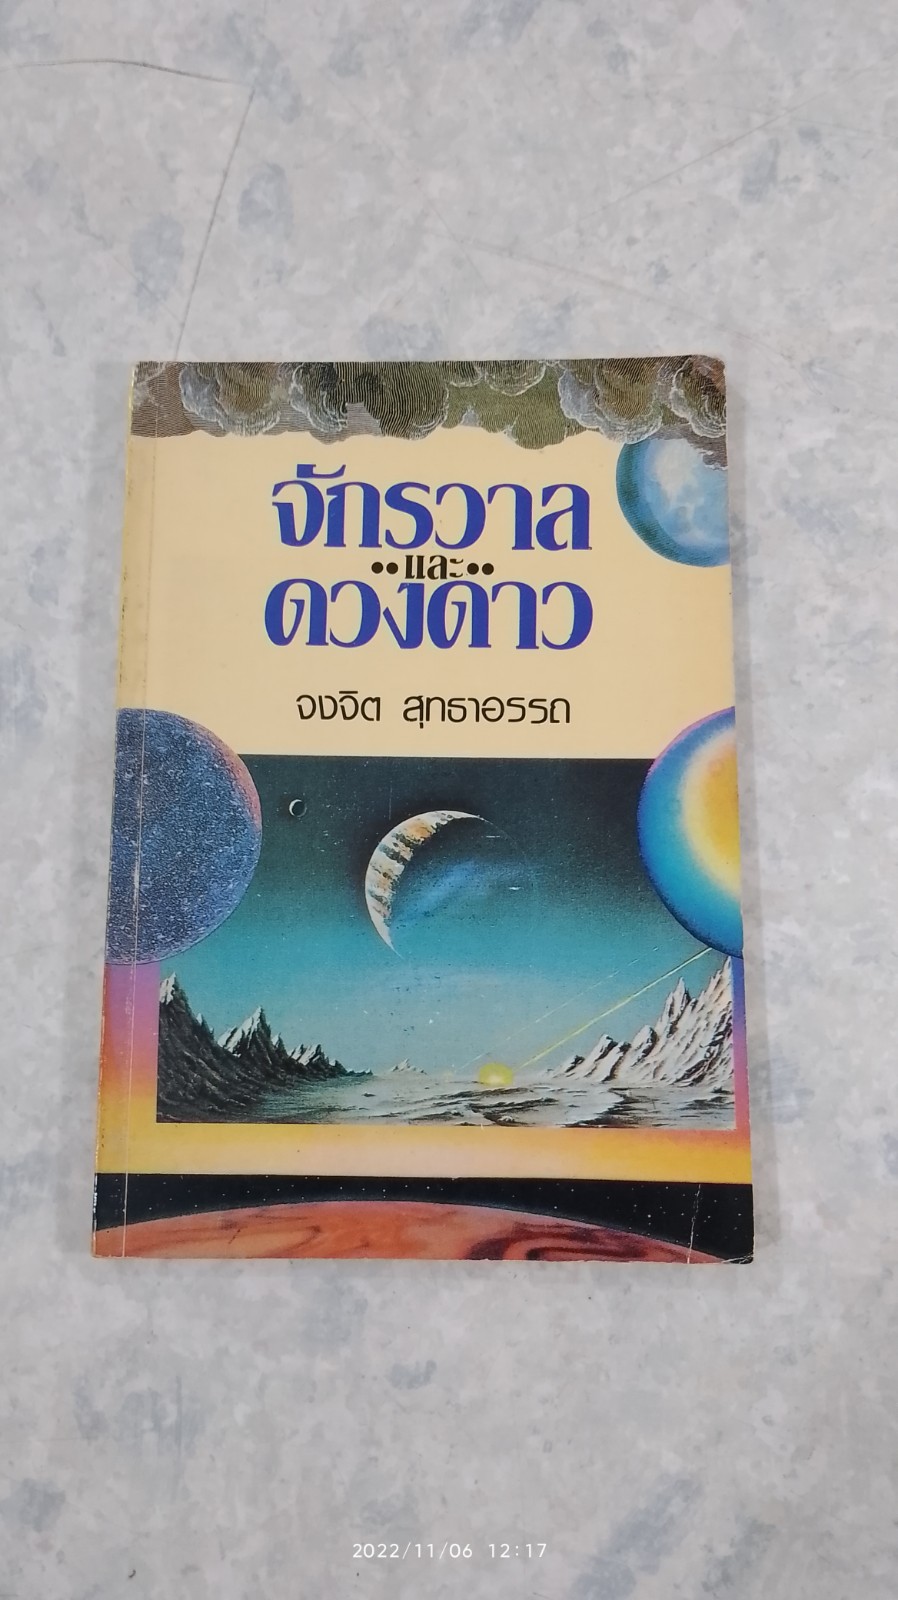 จักรวาล
••และ••
ดวงดาว
จงจิต สุทธาอรรถ
2022/11/06 12:17